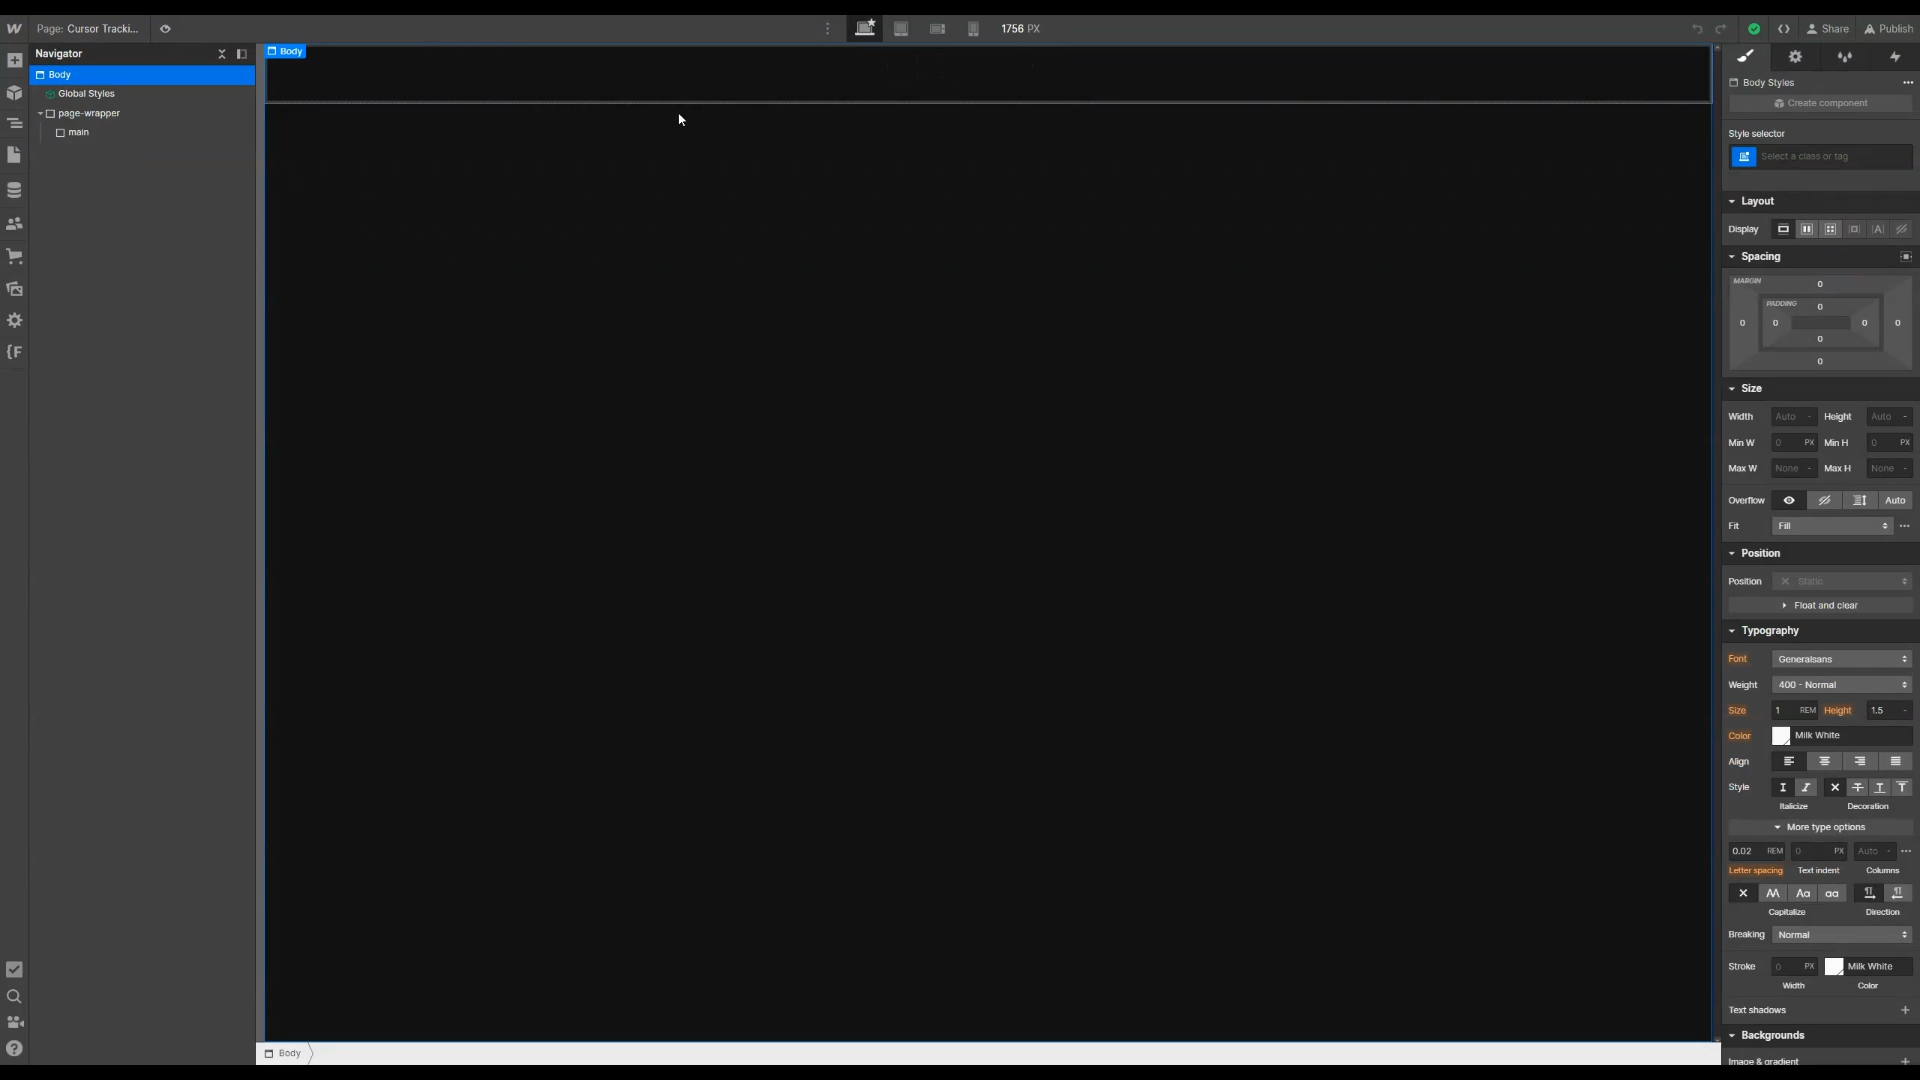 Page: Cursor Tracki...
1756 PX
Share
Publish
Navigator
Body
Global Styles
page-wrapper
main
Body
Body Styles
Create component
Style selector
Select a class or tag
Layout
Display
Spacing
MARGIN
0
PADDING
0
0
0
0
0
0
0
Size
Width
Auto
-
Height
Auto
-
Min W
0
PX
Min H
0
PX
Max W
None
-
Max H
None
-
Overflow
Auto
Fit
Fill
Position
Position
Static
Float and clear
Typography
Font
Generalsans
Weight
400 - Normal
Size
1
REM
Height
1.5
-
Color
Milk White
Align
Style
Italicize
Decoration
More type options
0.02
REM
0
PX
Auto
-
Letter spacing
Text indent
Columns
AA
Aa
aa
Capitalize
Direction
Breaking
Normal
Stroke
0
PX
Milk White
Width
Color
Text shadows
Backgrounds
Image & gradient
Body